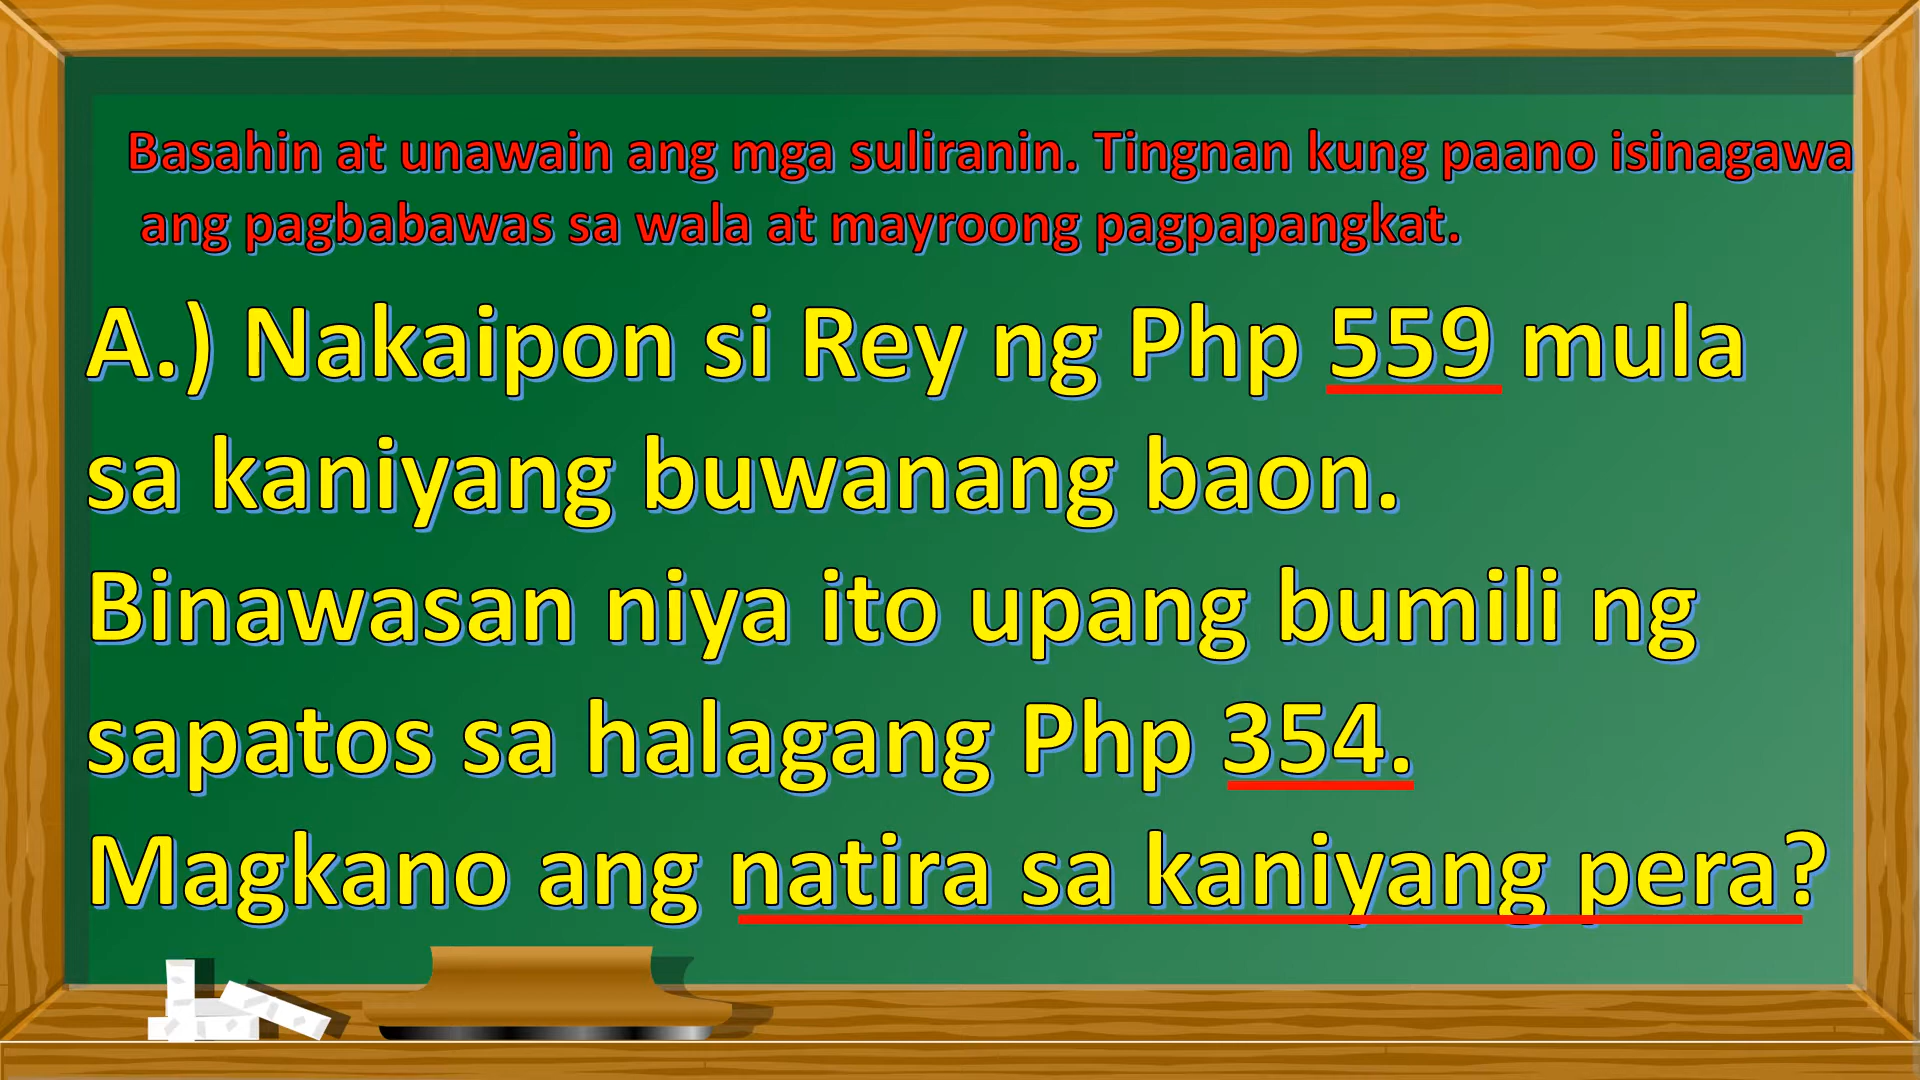 Basahin at unawain ang mga suliranin. Tingnan kung paano isinagawa
ang pagbabawas sa wala at mayroong pagpapangkat.
A.) Nakaipon si Rey ng Php 559 mula
sa kaniyang buwanang baon.
Binawasan niya ito upang bumili ng
sapatos sa halagang Php 354.
Magkano ang natira sa kaniyang pera?